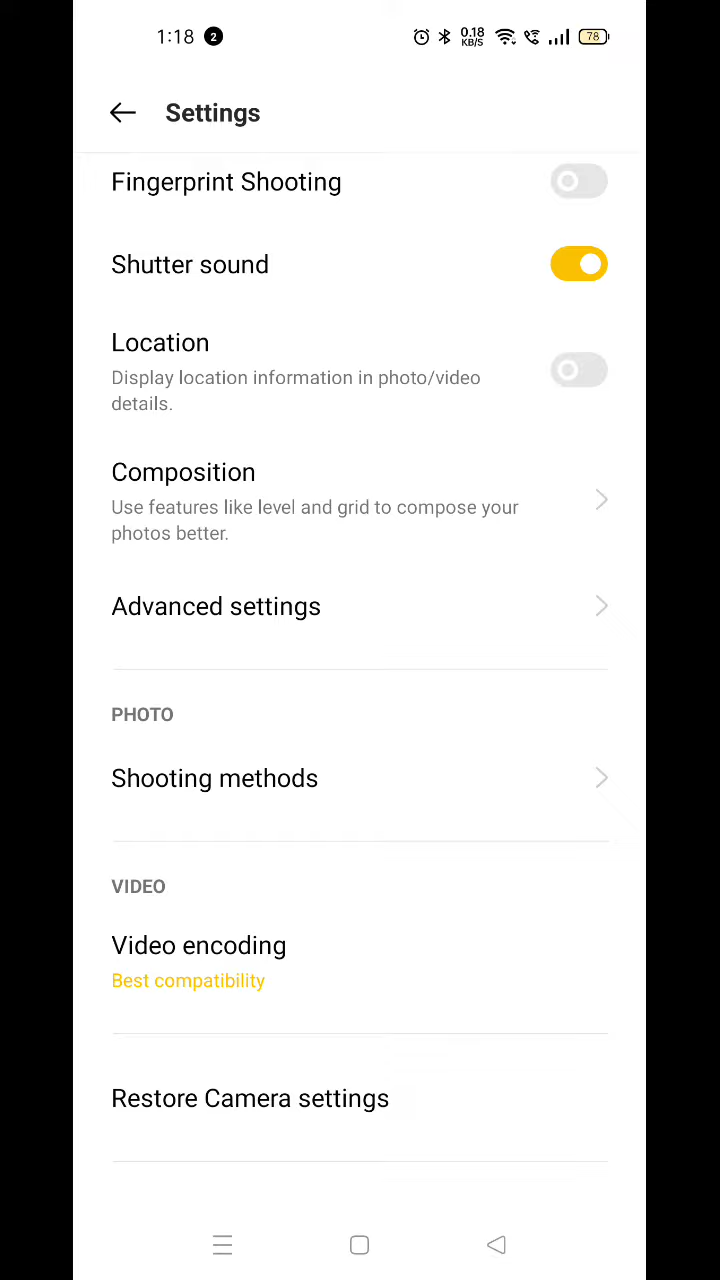 1:18 2 0.18 KB/S 78
Settings
Fingerprint Shooting
Shutter sound
Location
Display location information in photo/video
details.
Composition
Use features like level and grid to compose your
photos better.
Advanced settings
PHOTO
Shooting methods
VIDEO
Video encoding
Best compatibility
Restore Camera settings